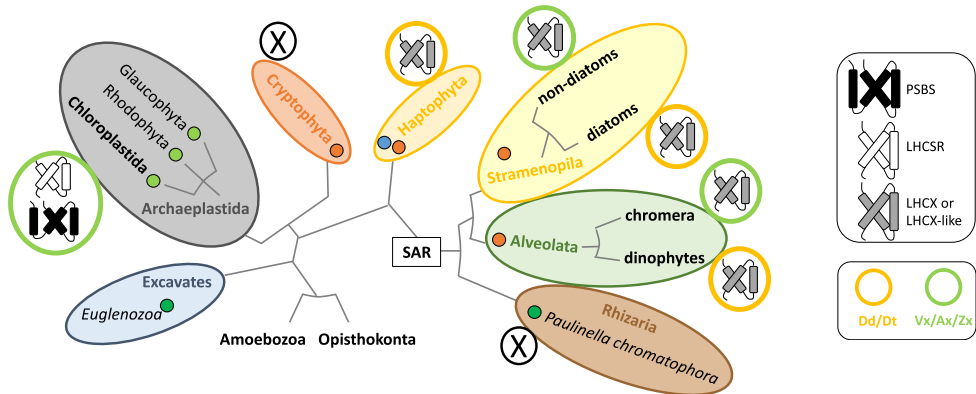 Glaucophyta
Rhodophyta
Chloroplastida
Archaeplastida
X
Cryptophyta
Haptophyta
non-diatoms
diatoms
Stramenopila
SAR
Alveolata
chromera
dinophytes
Excavates
Euglenozoa
Amoebozoa
Opisthokonta
X
Rhizaria
Paulinella chromatophora
PSBS
LHCSR
LHCX or
LHCX-like
Dd/Dt
Vx/Ax/Zx